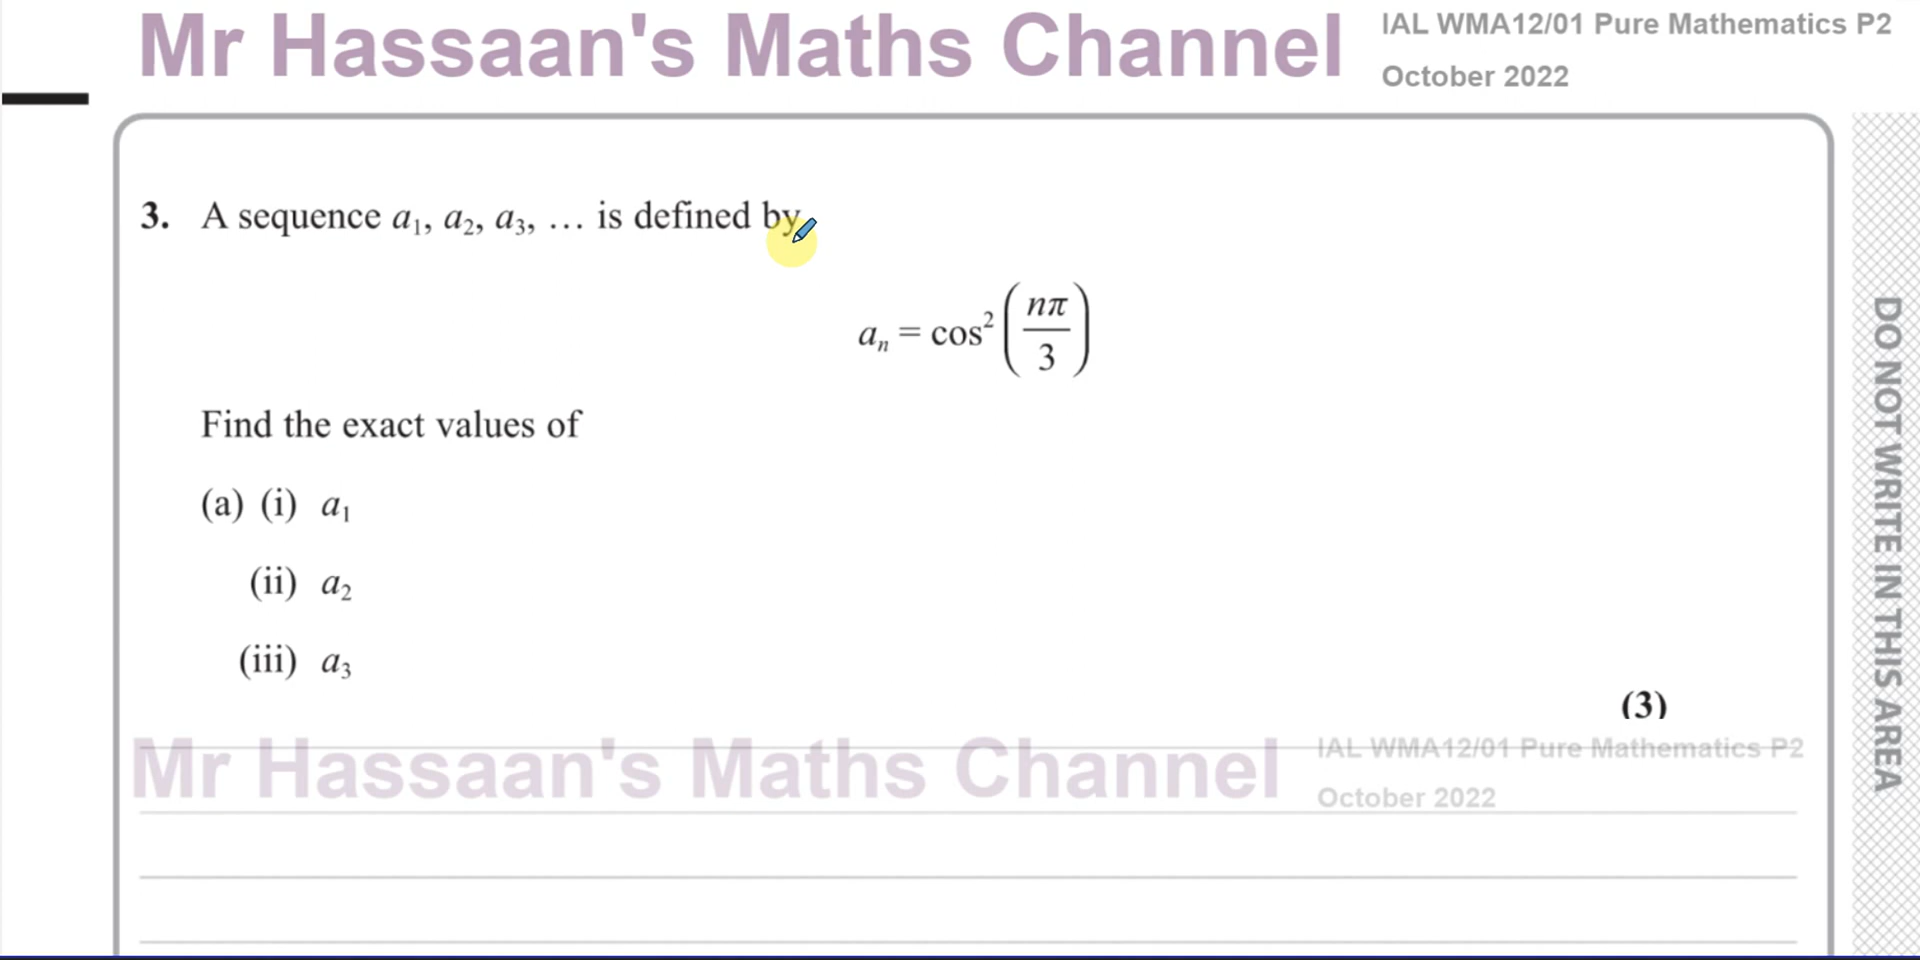 Mr Hassaan's Maths Channel
IAL WMA12/01 Pure Mathematics P2
October 2022
3. A sequence a₁, a₂, a₃, … is defined by
aₙ = cos² (nπ/3)
Find the exact values of
(a) (i) a₁
(ii) a₂
(iii) a₃
(3)
Mr Hassaan's Maths Channel
IAL WMA12/01 Pure Mathematics P2
October 2022
DO NOT WRITE IN THIS AREA